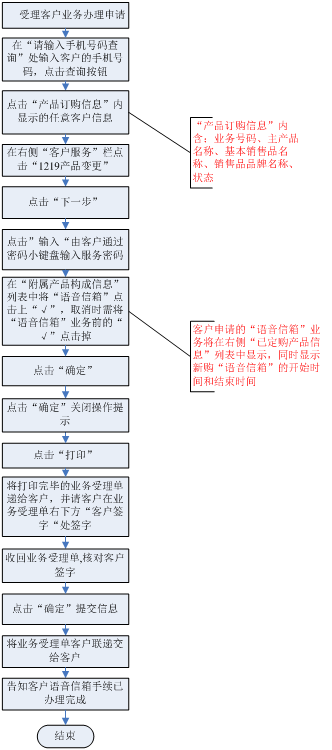 受理客户业务办理申请
在“请输入手机号码查
询”处输入客户的手机号
码，点击查询按钮
点击“产品订购信息”内
显示的任意客户信息
“产品订购信息”内
含：业务号码、主产品
名称、基本销售品名
称、销售品品牌名称、
状态
在右侧“客户服务”栏点
击“1219产品变更”
点击“下一步”
点击”输入“由客户通过
密码小键盘输入服务密码
在“附属产品构成信息”
列表中将“语音信箱”点
击上“√”，取消时需将
“语音信箱”业务前的“
√”点击掉
客户申请的“语音信箱”业
务将在右侧“已定购产品信
息”列表中显示，同时显示
新购“语音信箱”的开始时
间和结束时间
点击“确定”
点击“确定”关闭操作提
示
点击“打印”
将打印完毕的业务受理单
递给客户，并请客户在业
务受理单右下方“客户签
字“处签字
收回业务受理单,核对客户
签字
点击“确定”提交信息
将业务受理单客户联递交
给客户
告知客户语音信箱手续已
办理完成
结束